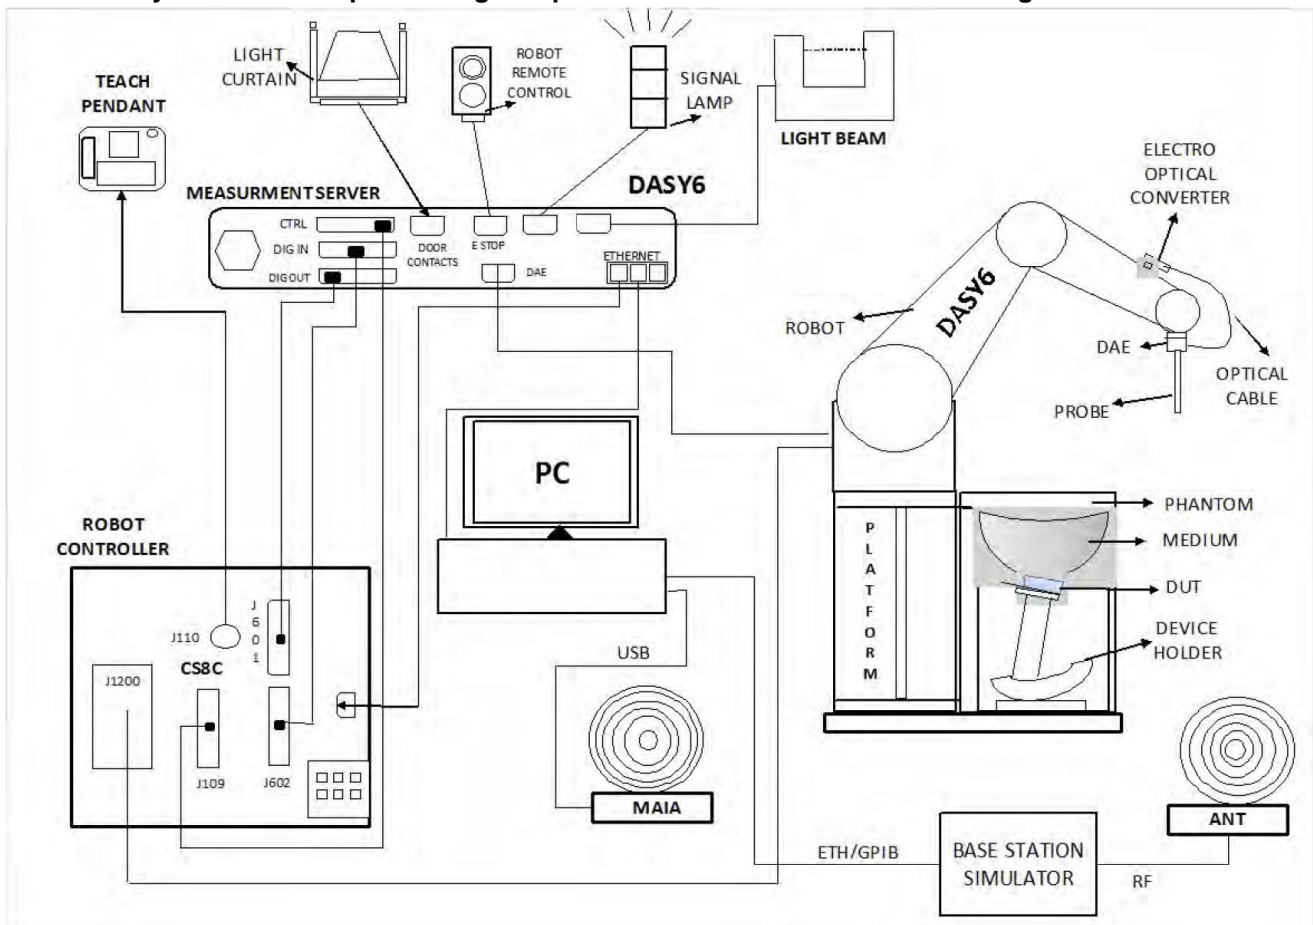 LIGHT
CURTAIN
ROBOT
REMOTE
CONTROL
SIGNAL
LAMP
LIGHT BEAM
TEACH
PENDANT
ELECTRO
OPTICAL
CONVERTER
MEASURMENT SERVER
DASY6
CTRL
DIG IN
DIG OUT
DOOR
CONTACTS
E STOP
DAE
ETHERNET
ROBOT
DASY6
DAE
OPTICAL
CABLE
PROBE
PC
PHANTOM
MEDIUM
DUT
DEVICE
HOLDER
PLATFORM
ROBOT
CONTROLLER
J110
J601
CS8C
J1200
J109
J602
USB
MAIA
ANT
ETH/GPIB
BASE STATION
SIMULATOR
RF